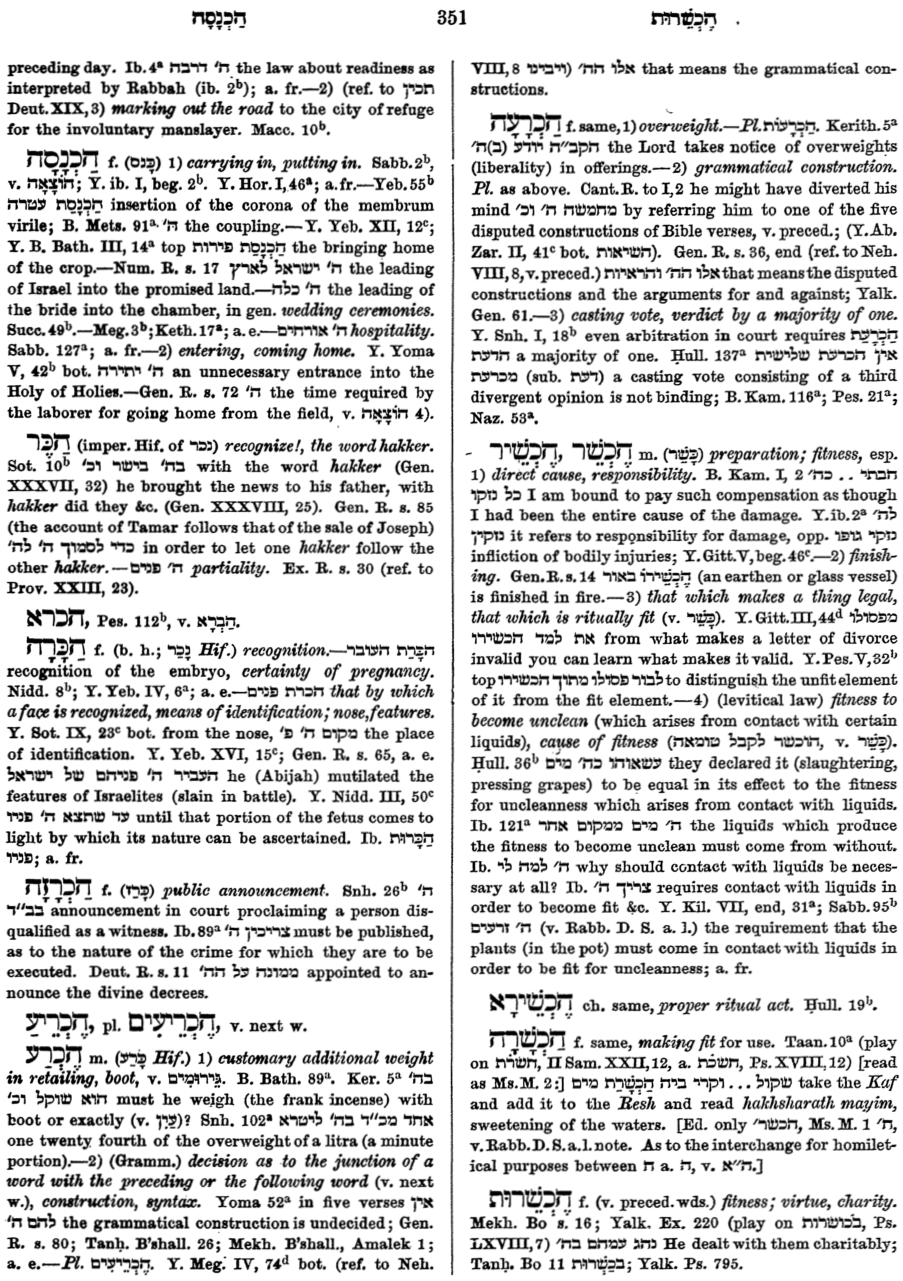 הַכְנָסָה
351
הֶכְשֵׁרוּת
preceding day. Ib. 4ᵃ ה' דרבה the law about readiness as
interpreted by Rabbah (ib. 2ᵇ); a. fr.—2) (ref. to תכין
Deut. XIX, 3) marking out the road to the city of refuge
for the involuntary manslayer. Macc. 10ᵇ.
הַכְנָסָה f. (כנס) 1) carrying in, putting in. Sabb. 2ᵇ,
v. הוֹצָאָה; Y. ib. I, beg. 2ᵇ. Y. Hor. I, 46ᵃ; a. fr.—Yeb. 55ᵇ
הַכְנָסַת עטרה insertion of the corona of the membrum
virile; B. Mets. 91ᵃ· ה' the coupling.—Y. Yeb. XII, 12ᶜ;
Y. B. Bath. III, 14ᵃ top הַכְנָסַת פירות the bringing home
of the crop.—Num. R. s. 17 ה' ישראל לארץ the leading
of Israel into the promised land.—ה' כלה the leading of
the bride into the chamber, in gen. wedding ceremonies.
Succ. 49ᵇ.—Meg. 3ᵇ; Keth. 17ᵃ; a. e.—ה' אורחים hospitality.
Sabb. 127ᵃ; a. fr.—2) entering, coming home. Y. Yoma
V, 42ᵇ bot. ה' יתירה an unnecessary entrance into the
Holy of Holies.—Gen. R. s. 72 ה' the time required by
the laborer for going home from the field, v. הוֹצָאָה 4).
הַכֶּר (imper. Hif. of נכר) recognize!, the word hakker.
Sot. 10ᵇ בה' בישר וכ' with the word hakker (Gen.
XXXVII, 32) he brought the news to his father, with
hakker did they &c. (Gen. XXXVIII, 25). Gen. R. s. 85
(the account of Tamar follows that of the sale of Joseph)
כדי לסמוך ה' לה' in order to let one hakker follow the
other hakker.—ה' פנים partiality. Ex. R. s. 30 (ref. to
Prov. XXIII, 23).
הכרא, Pes. 112ᵇ, v. הַבְרָא.
הַכָּרָה f. (b. h.; נָכַר Hif.) recognition.—הכָּרַת העובר
recognition of the embryo, certainty of pregnancy.
Nidd. 8ᵇ; Y. Yeb. IV, 6ᵃ; a. e.—הכרת פנים that by which
a face is recognized, means of identification; nose, features.
Y. Sot. IX, 23ᶜ bot. from the nose, מקום ה' פ' the place
of identification. Y. Yeb. XVI, 15ᶜ; Gen. R. s. 65, a. e.
העביר ה' פניהם של ישראל he (Abijah) mutilated the
features of Israelites (slain in battle). Y. Nidd. III, 50ᶜ
עד שתצא ה' פניו until that portion of the fetus comes to
light by which its nature can be ascertained. Ib. הַכָּרוּת
פניו; a. fr.
הַכְרָזָה f. (כָּרַז) public announcement. Snh. 26ᵇ ה'
בב"ד announcement in court proclaiming a person dis-
qualified as a witness. Ib. 89ᵃ צריכין ה' must be published,
as to the nature of the crime for which they are to be
executed. Deut. R. s. 11 ממונה על הה' appointed to an-
nounce the divine decrees.
הֶכְרֵיעַ, pl. הֶכְרֵיעִים, v. next w.
הֶכְרֵעַ m. (כָּרַע Hif.) 1) customary additional weight
in retailing, boot, v. גֵּירוּמִים. B. Bath. 89ᵃ. Ker. 5ᵃ בה'
הוא שוקל וכ' must he weigh (the frank incense) with
boot or exactly (v. עַיִן)? Snh. 102ᵃ אחד מכ"ד בה' ליטרא
one twenty fourth of the overweight of a litra (a minute
portion).—2) (Gramm.) decision as to the junction of a
word with the preceding or the following word (v. next
w.), construction, syntax. Yoma 52ᵃ in five verses אין
להם ה' the grammatical construction is undecided; Gen.
R. s. 80; Tanḥ. B'shall. 26; Mekh. B'shall., Amalek 1;
a. e.—Pl. הֶכְרֵיעִים. Y. Meg. IV, 74ᵈ bot. (ref. to Neh.
VIII, 8 ויבינו) אלו הה' that means the grammatical con-
structions.
הַכְרָעָה f. same, 1) overweight.—Pl. הַכְרָעוֹת. Kerith. 5ᵃ
הקב"ה יודע (ב)ה' the Lord takes notice of overweights
(liberality) in offerings.—2) grammatical construction.
Pl. as above. Cant. R. to I, 2 he might have diverted his
mind מחמשה ה' וכ' by referring him to one of the five
disputed constructions of Bible verses, v. preced.; (Y. Ab.
Zar. II, 41ᶜ bot. השיאות). Gen. R. s. 36, end (ref. to Neh.
VIII, 8, v. preced.) אלו הה' והראיות that means the disputed
constructions and the arguments for and against; Yalk.
Gen. 61.—3) casting vote, verdict by a majority of one.
Y. Snh. I, 18ᵇ even arbitration in court requires הַכְרָעַת
הדעת a majority of one. Ḥull. 137ᵃ אין הכרעת שלישית
מכרעת (sub. דעת) a casting vote consisting of a third
divergent opinion is not binding; B. Kam. 116ᵃ; Pes. 21ᵃ;
Naz. 53ᵃ.
הֶכְשֵׁר, הֶכְשֵׁיר m. (כָּשֵׁר) preparation; fitness, esp.
1) direct cause, responsibility. B. Kam. I, 2 חבתי .. כה'
כל נזקו I am bound to pay such compensation as though
I had been the entire cause of the damage. Y. ib. 2ᵃ לה'
נזקין it refers to responsibility for damage, opp. נזקי גופו
infliction of bodily injuries; Y. Gitt. V, beg. 46ᶜ.—2) finish-
ing. Gen. R. s. 14 הֶכְשֵׁירוֹ באור (an earthen or glass vessel)
is finished in fire.—3) that which makes a thing legal,
that which is ritually fit (v. כָּשֵׁר). Y. Gitt. III, 44ᵈ מפסולו
את למד הכשירו from what makes a letter of divorce
invalid you can learn what makes it valid. Y. Pes. V, 32ᵇ
top לבור פסולו מתוך הכשירו to distinguish the unfit element
of it from the fit element.—4) (levitical law) fitness to
become unclean (which arises from contact with certain
liquids), cause of fitness (הוכשר לקבל טומאה, v. כָּשֵׁר).
Ḥull. 36ᵇ עשאוהו כה' מים they declared it (slaughtering,
pressing grapes) to be equal in its effect to the fitness
for uncleanness which arises from contact with liquids.
Ib. 121ᵃ ה' מים ממקום אחר the liquids which produce
the fitness to become unclean must come from without.
Ib. ה' למה לי why should contact with liquids be neces-
sary at all? Ib. צריך ה' requires contact with liquids in
order to become fit &c. Y. Kil. VII, end, 31ᵃ; Sabb. 95ᵇ
ה' זרעים (v. Rabb. D. S. a. l.) the requirement that the
plants (in the pot) must come in contact with liquids in
order to be fit for uncleanness; a. fr.
הֶכְשֵׁירָא ch. same, proper ritual act. Ḥull. 19ᵇ.
הַכְשָׁרָה f. same, making fit for use. Taan. 10ᵃ (play
on חשרת, II Sam. XXII, 12, a. חשכת, Ps. XVIII, 12) [read
as Ms. M. 2:] שקול ... וקרי ביה הַכְשָׁרַת מים take the Kaf
and add it to the Resh and read hakhsharath mayim,
sweetening of the waters. [Ed. only הכשר', Ms. M. 1 ה',
v. Rabb. D. S. a. l. note. As to the interchange for homilet-
ical purposes between ח a. ה, v. ה"א.]
הֶכְשֵׁרוּת f. (v. preced. wds.) fitness; virtue, charity.
Mekh. Bo s. 16; Yalk. Ex. 220 (play on בכושרות, Ps.
LXVIII, 7) נהג עמהם בה' He dealt with them charitably;
Tanḥ. Bo 11 בהַכְשֵׁרוּת; Yalk. Ps. 795.